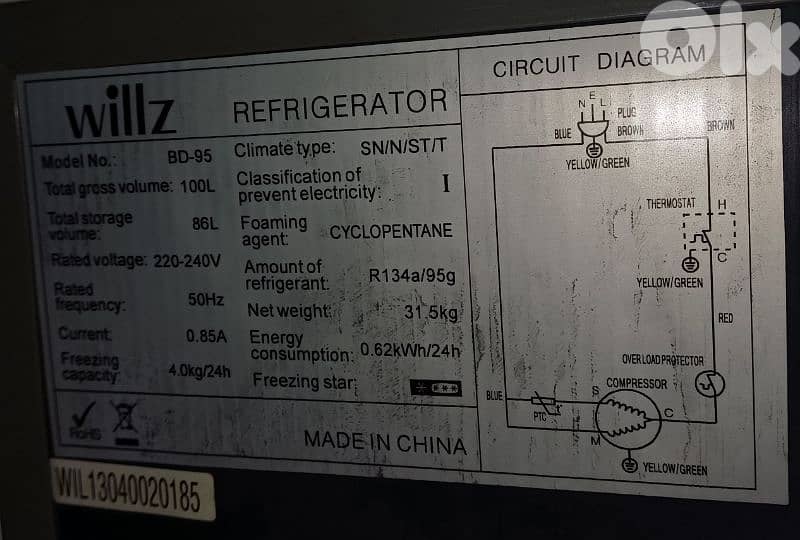 olx
willz
REFRIGERATOR
Model No.: BD-95
Total gross volume: 100L
Total storage
volume: 86L
Rated voltage: 220-240V
Rated
frequency: 50Hz
Current: 0.85A
Freezing
capacity: 4.0kg/24h
RoHS
Climate type: SN/N/ST/T
Classification of
prevent electricity: I
Foaming
agent: CYCLOPENTANE
Amount of
refrigerant: R134a/95g
Net weight: 31.5kg
Energy
consumption: 0.62kWh/24h
Freezing star:
MADE IN CHINA
CIRCUIT DIAGRAM
N E L
PLUG
BLUE BROWN BROWN
YELLOW/GREEN
THERMOSTAT H
C
YELLOW/GREEN
RED
OVER LOAD PROTECTOR
COMPRESSOR
BLUE S
PTC C
M
YELLOW/GREEN
WIL13040020185